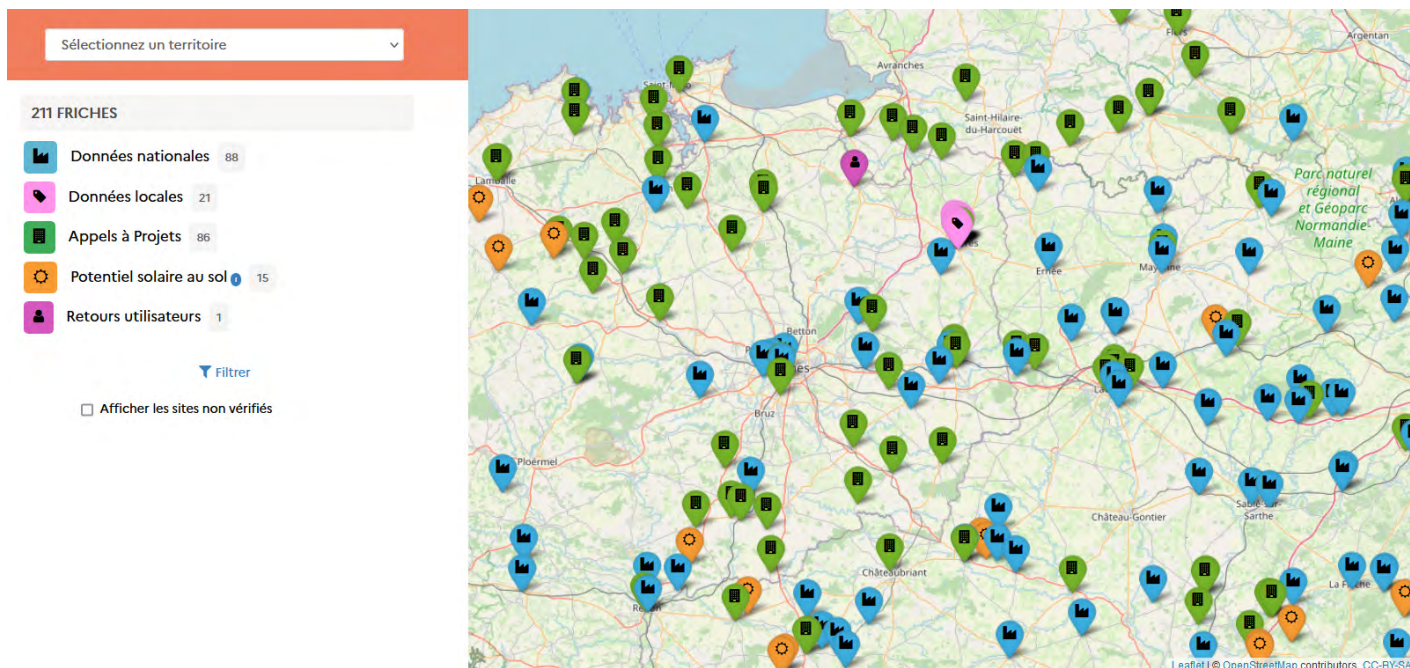 Sélectionnez un territoire
211 FRICHES
Données nationales 88
Données locales 21
Appels à Projets 86
Potentiel solaire au sol i 15
Retours utilisateurs 1
Filtrer
Afficher les sites non vérifiés
Flers
Argentan
Avranches
Saint-Hilaire-
du-Harcouët
Lamballe
Parc naturel
régional
et Géoparc
Normandie-
Maine
Ernée
Betton
Bruz
Ploërmel
Château-Gontier
Sablé-sur-
Sarthe
Châteaubriant
La Flèche
Leaflet | © OpenStreetMap contributors, CC-BY-S